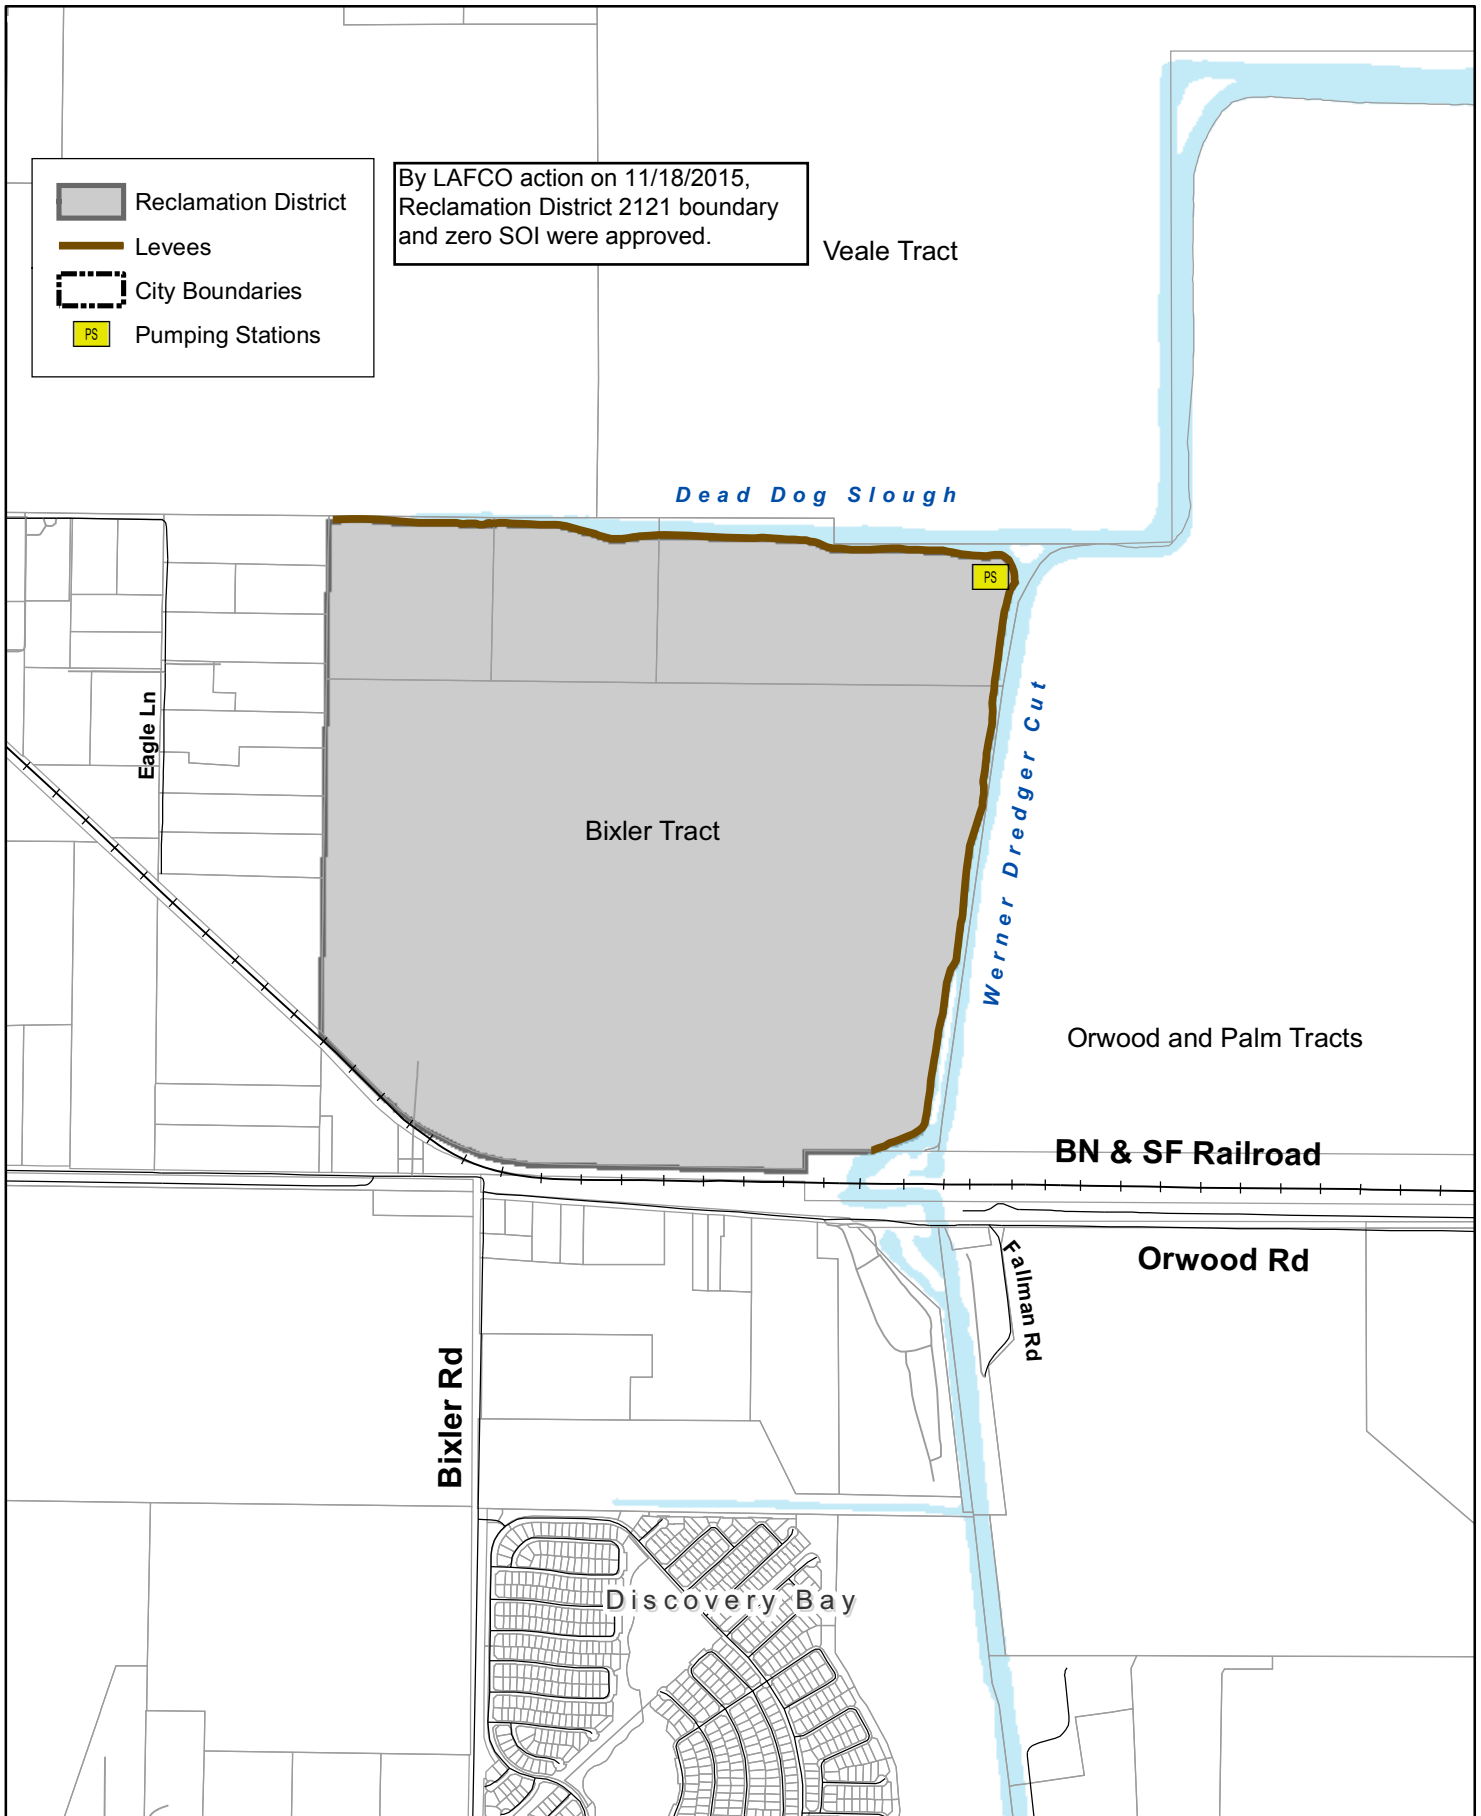 Reclamation District
Levees
City Boundaries
PS
Pumping Stations
By LAFCO action on 11/18/2015,
Reclamation District 2121 boundary
and zero SOI were approved.
Veale Tract
Dead Dog Slough
PS
Eagle Ln
Werner Dredger Cut
Bixler Tract
Orwood and Palm Tracts
BN & SF Railroad
Orwood Rd
Fallman Rd
Bixler Rd
Discovery Bay